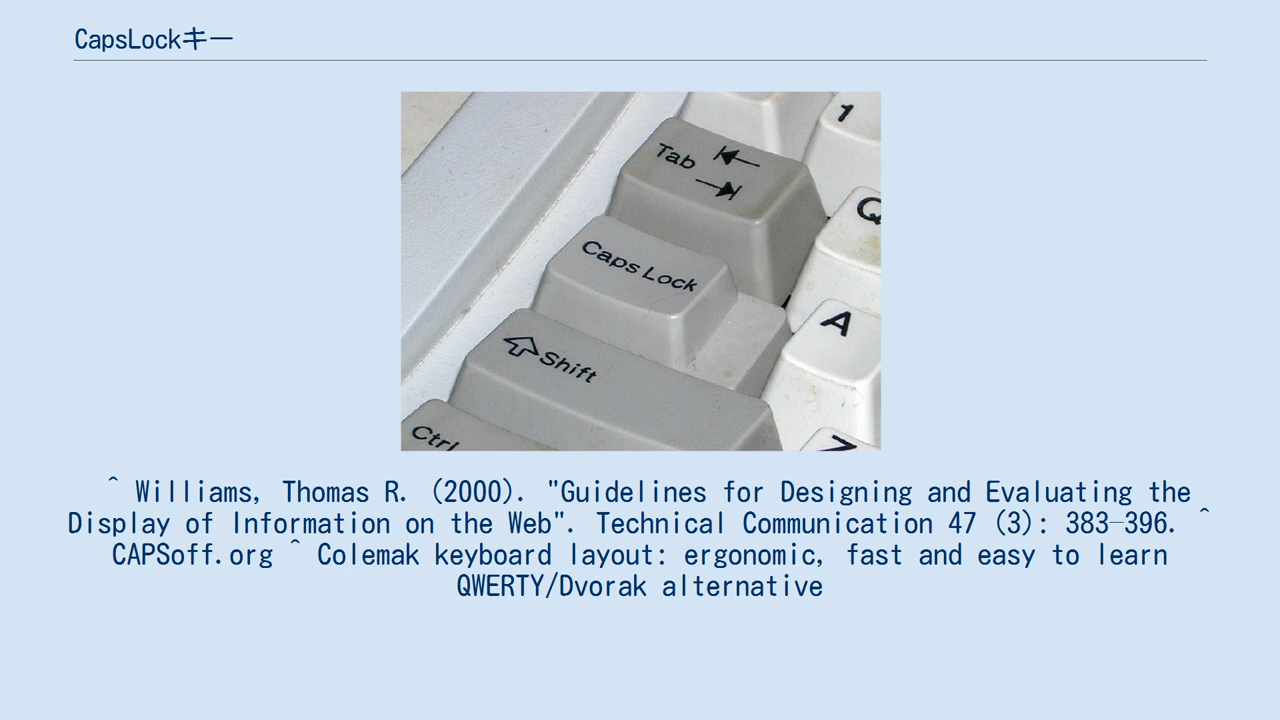 CapsLockキー
1
Tab
Q
Caps Lock
A
Shift
Ctrl
Z
^ Williams, Thomas R. (2000). "Guidelines for Designing and Evaluating the
Display of Information on the Web". Technical Communication 47 (3): 383–396. ^
CAPSoff.org ^ Colemak keyboard layout: ergonomic, fast and easy to learn
QWERTY/Dvorak alternative